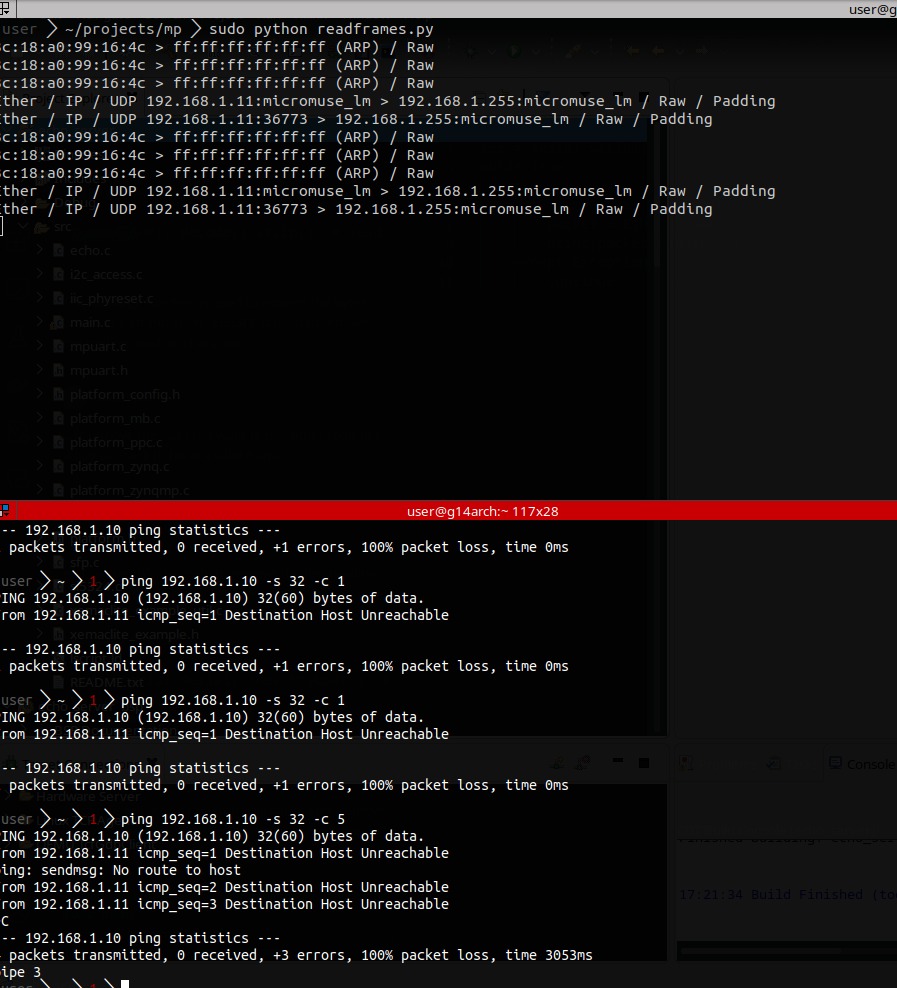 user@g
user > ~/projects/mp > sudo python readframes.py
c:18:a0:99:16:4c > ff:ff:ff:ff:ff:ff (ARP) / Raw
c:18:a0:99:16:4c > ff:ff:ff:ff:ff:ff (ARP) / Raw
c:18:a0:99:16:4c > ff:ff:ff:ff:ff:ff (ARP) / Raw
ther / IP / UDP 192.168.1.11:micromuse_lm > 192.168.1.255:micromuse_lm / Raw / Padding
ther / IP / UDP 192.168.1.11:36773 > 192.168.1.255:micromuse_lm / Raw / Padding
c:18:a0:99:16:4c > ff:ff:ff:ff:ff:ff (ARP) / Raw
c:18:a0:99:16:4c > ff:ff:ff:ff:ff:ff (ARP) / Raw
c:18:a0:99:16:4c > ff:ff:ff:ff:ff:ff (ARP) / Raw
ther / IP / UDP 192.168.1.11:micromuse_lm > 192.168.1.255:micromuse_lm / Raw / Padding
ther / IP / UDP 192.168.1.11:36773 > 192.168.1.255:micromuse_lm / Raw / Padding
src
echo.c
i2c_access.c
iic_phyreset.c
main.c
mpuart.c
mpuart.h
platform_config.h
platform_mb.c
platform_ppc.c
platform_zynq.c
platform_zynqmp.c
user@g14arch:~ 117x28
-- 192.168.1.10 ping statistics ---
packets transmitted, 0 received, +1 errors, 100% packet loss, time 0ms
sfp.c
user > ~ > 1 > ping 192.168.1.10 -s 32 -c 1
PING 192.168.1.10 (192.168.1.10) 32(60) bytes of data.
rom 192.168.1.11 icmp_seq=1 Destination Host Unreachable
xemaclite_example.h
-- 192.168.1.10 ping statistics ---
packets transmitted, 0 received, +1 errors, 100% packet loss, time 0ms
README.txt
user > ~ > 1 > ping 192.168.1.10 -s 32 -c 1
PING 192.168.1.10 (192.168.1.10) 32(60) bytes of data.
rom 192.168.1.11 icmp_seq=1 Destination Host Unreachable
-- 192.168.1.10 ping statistics ---
Console
packets transmitted, 0 received, +1 errors, 100% packet loss, time 0ms
Hardware Server
user > ~ > 1 > ping 192.168.1.10 -s 32 -c 5
PING 192.168.1.10 (192.168.1.10) 32(60) bytes of data.
rom 192.168.1.11 icmp_seq=1 Destination Host Unreachable
ping: sendmsg: No route to host
rom 192.168.1.11 icmp_seq=2 Destination Host Unreachable
17:21:34 Build Finished (to
rom 192.168.1.11 icmp_seq=3 Destination Host Unreachable
C
-- 192.168.1.10 ping statistics ---
packets transmitted, 0 received, +3 errors, 100% packet loss, time 3053ms
ipe 3
user > ~ > 1 >